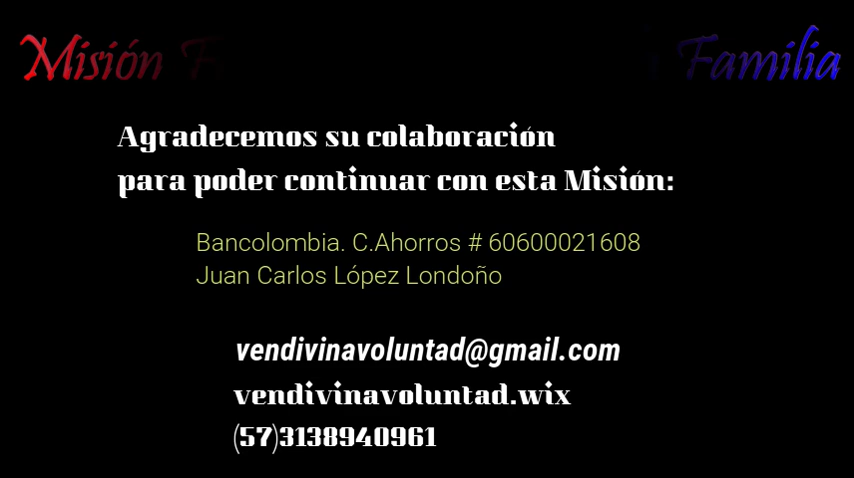 Misión Familia
Agradecemos su colaboración
para poder continuar con esta Misión:
Bancolombia. C.Ahorros # 60600021608
Juan Carlos López Londoño
vendivinavoluntad@gmail.com
vendivinavoluntad.wix
(57)3138940961